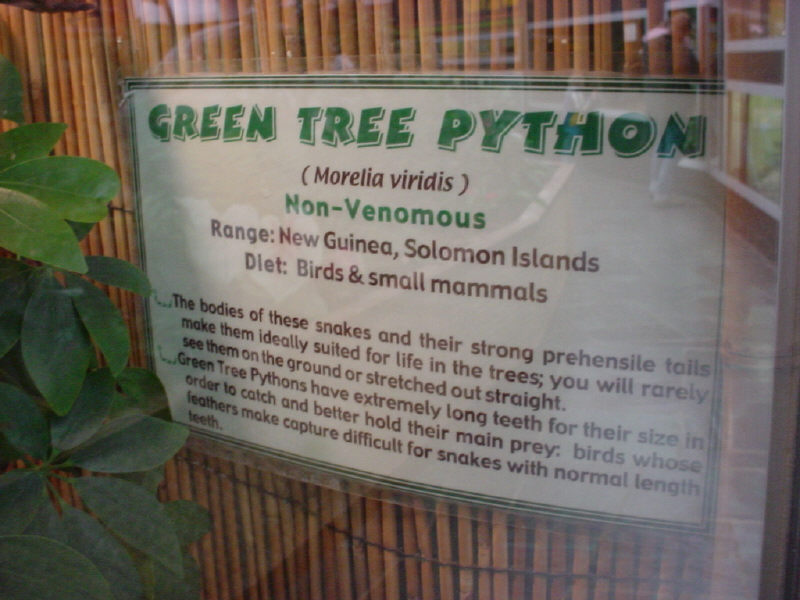 GREEN TREE PYTHON
( Morelia viridis )
Non-Venomous
Range: New Guinea, Solomon Islands
Diet: Birds & small mammals
The bodies of these snakes and their strong prehensile tails
make them ideally suited for life in the trees; you will rarely
see them on the ground or stretched out straight.
Green Tree Pythons have extremely long teeth for their size in
order to catch and better hold their main prey: birds whose
feathers make capture difficult for snakes with normal length
teeth.